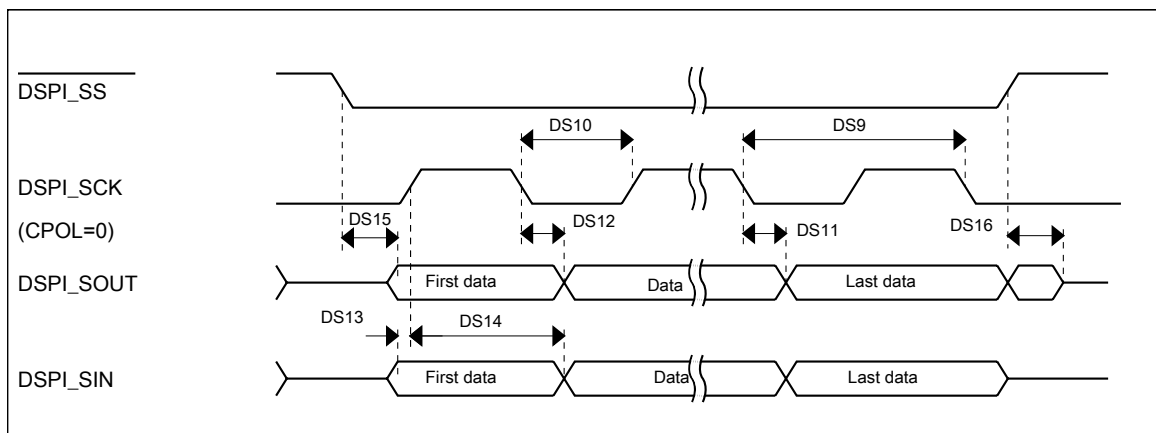 DSPI_SS
DS10
DS9
DSPI_SCK
(CPOL=0)
DS15
DS12
DS11
DS16
DSPI_SOUT
First data
Data
Last data
DS13
DS14
DSPI_SIN
First data
Data
Last data